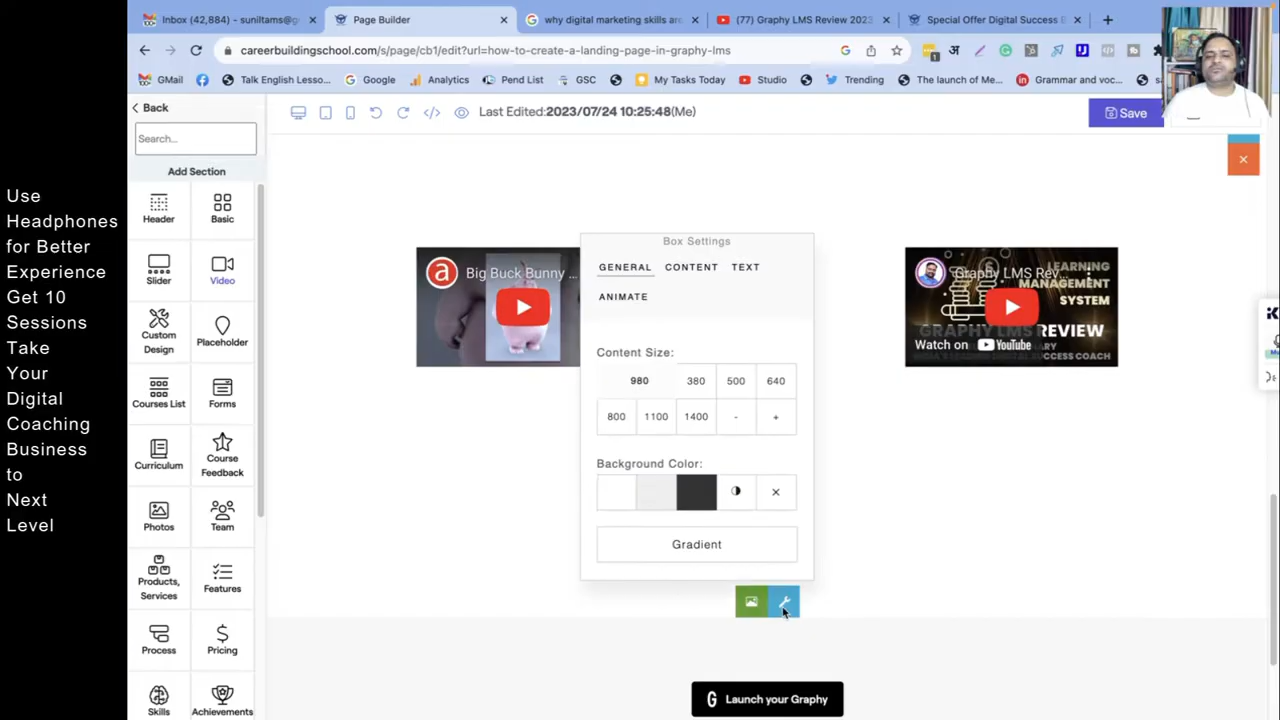 Use
Headphones
for Better
Experience
Get 10
Sessions
Take
Your
Digital
Coaching
Business
to
Next
Level
Inbox (42,884) - suniltams@g
Page Builder
why digital marketing skills are
(77) Graphy LMS Review 2023
Special Offer Digital Success B
careerbuildingschool.com/s/page/cb1/edit?url=how-to-create-a-landing-page-in-graphy-lms
GMail
Talk English Lesso...
Google
Analytics
Pend List
GSC
My Tasks Today
Studio
Trending
The launch of Me...
Grammar and voc...
Back
Last Edited:2023/07/24 10:25:48(Me)
Save
Search...
Add Section
Header
Basic
Slider
Video
Custom Design
Placeholder
Courses List
Forms
Curriculum
Course Feedback
Photos
Team
Products, Services
Features
Process
Pricing
Skills
Achievements
Big Buck Bunny ...
Box Settings
GENERAL
CONTENT
TEXT
ANIMATE
Content Size:
980
380
500
640
800
1100
1400
-
+
Background Color:
Gradient
Graphy LMS Rev...
LEARNING
MANAGEMENT
SYSTEM
GRAPHY LMS REVIEW
Watch on YouTube
Launch your Graphy